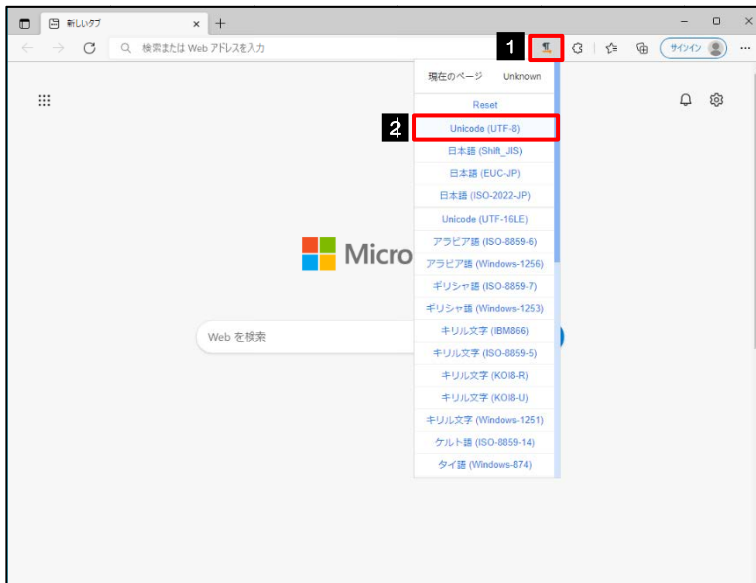 新しいタブ
検索または Web アドレスを入力
1
サインイン
現在のページ Unknown
Reset
2
Unicode (UTF-8)
日本語 (Shift_JIS)
日本語 (EUC-JP)
日本語 (ISO-2022-JP)
Unicode (UTF-16LE)
アラビア語 (ISO-8859-6)
Micro
アラビア語 (Windows-1256)
ギリシャ語 (ISO-8859-7)
ギリシャ語 (Windows-1253)
Web を検索
キリル文字 (IBM866)
キリル文字 (ISO-8859-5)
キリル文字 (KOI8-R)
キリル文字 (KOI8-U)
キリル文字 (Windows-1251)
ケルト語 (ISO-8859-14)
タイ語 (Windows-874)